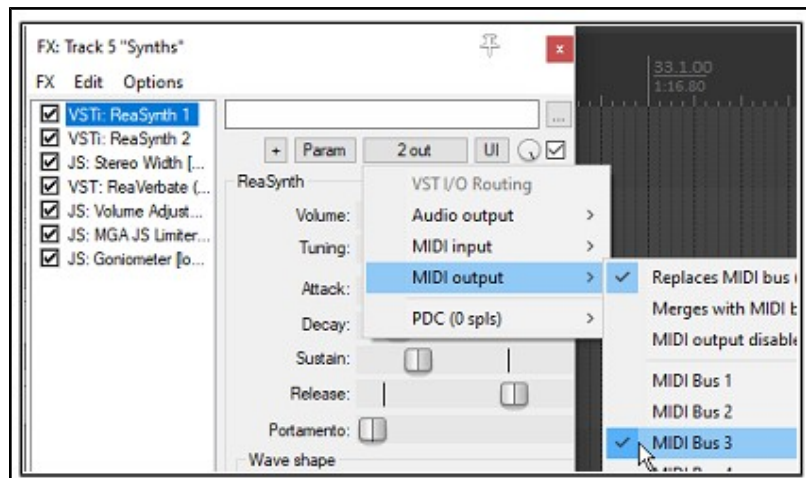 FX: Track 5 "Synths"
FX Edit Options
VSTi: ReaSynth 1
VSTi: ReaSynth 2
JS: Stereo Width [...
VST: ReaVerbate (...
JS: Volume Adjust...
JS: MGA JS Limiter...
JS: Goniometer [lo...
...
+ Param 2 out UI
ReaSynth
Volume:
Tuning:
Attack:
Decay:
Sustain:
Release:
Portamento:
Wave shape
VST I/O Routing
Audio output >
MIDI input >
MIDI output >
PDC (0 spls) >
Replaces MIDI bus
Merges with MIDI b
MIDI output disable
MIDI Bus 1
MIDI Bus 2
MIDI Bus 3
33.1.00
1:16.80